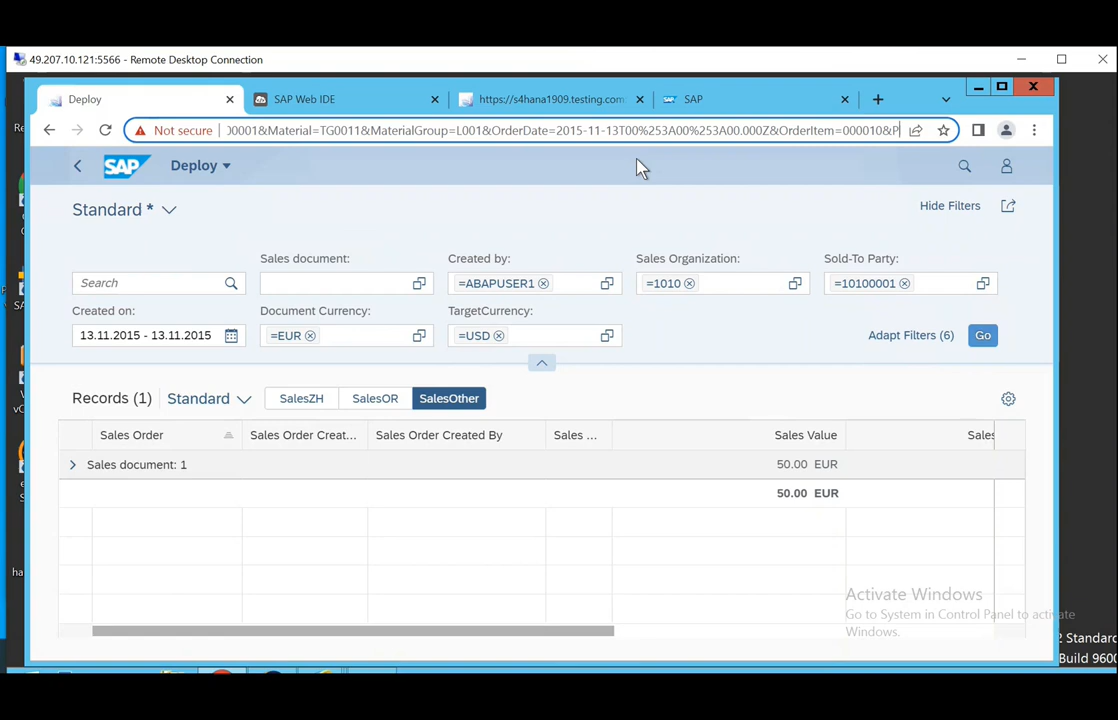 49.207.10.121:5566 - Remote Desktop Connection
Deploy
SAP Web IDE
https://s4hana1909.testing.com
SAP
Not secure
00001&Material=TG0011&MaterialGroup=L001&OrderDate=2015-11-13T00%253A00%253A00.000Z&OrderItem=000010&P
SAP
Deploy
Standard *
Hide Filters
Sales document:
Created by:
Sales Organization:
Sold-To Party:
Search
=ABAPUSER1
=1010
=10100001
Created on:
Document Currency:
TargetCurrency:
13.11.2015 - 13.11.2015
=EUR
=USD
Adapt Filters (6)
Go
Records (1)
Standard
SalesZH
SalesOR
SalesOther
Sales Order
Sales Order Creat...
Sales Order Created By
Sales ...
Sales Value
Sales
Sales document: 1
50.00 EUR
50.00 EUR
Activate Windows
Go to System in Control Panel to activate
Windows.
2 Standard
Build 9600